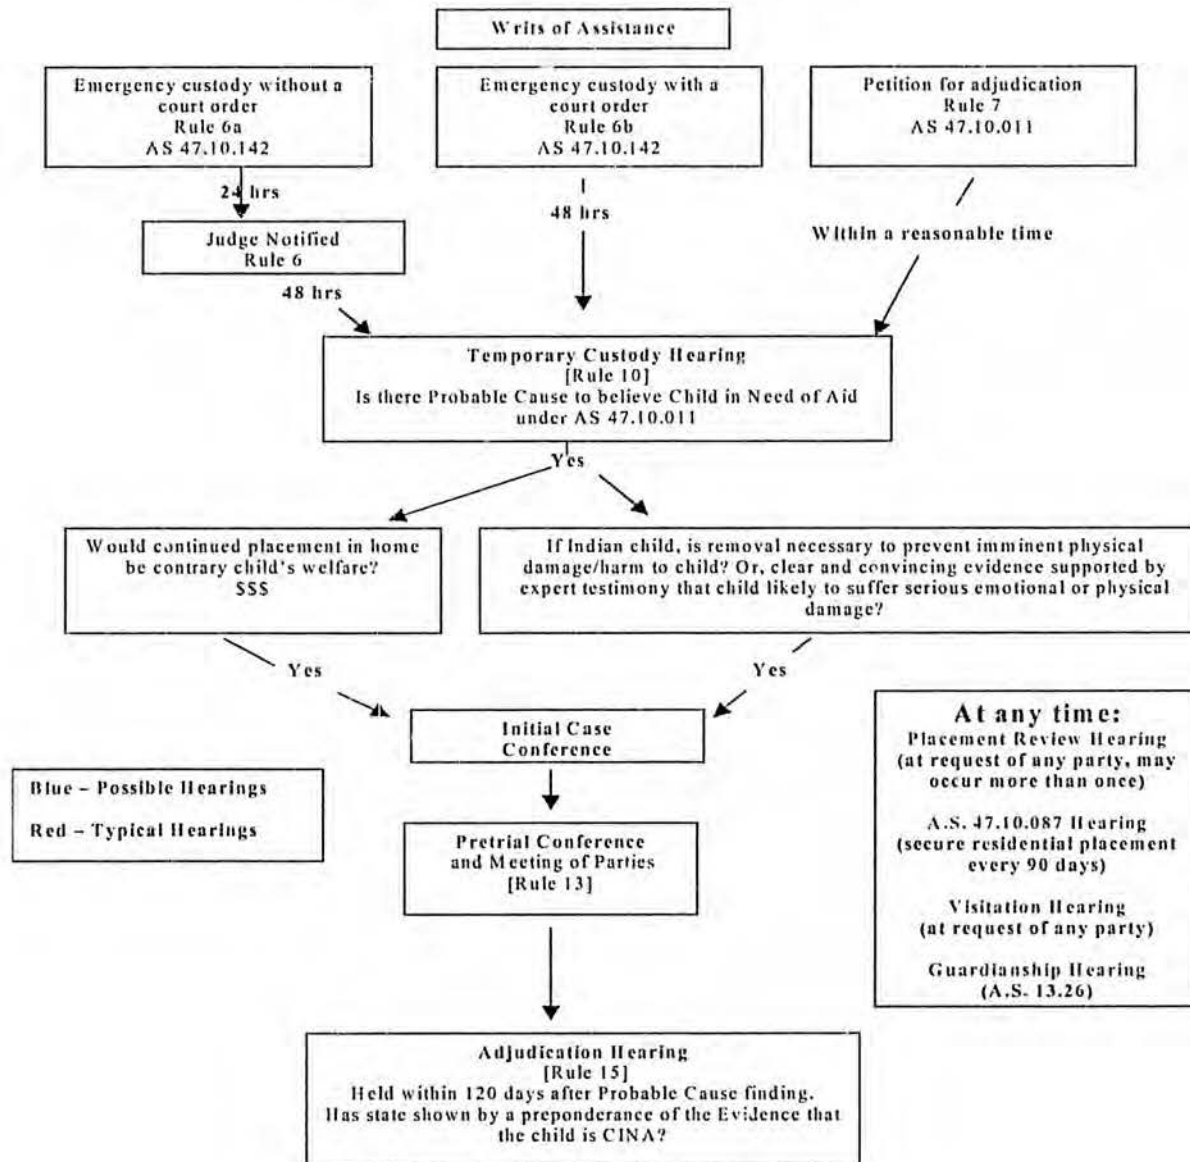 Writs of Assistance
Emergency custody without a
court order
Rule 6a
AS 47.10.142
Emergency custody with a
court order
Rule 6b
AS 47.10.142
Petition for adjudication
Rule 7
AS 47.10.011
24 hrs
48 hrs
Within a reasonable time
Judge Notified
Rule 6
48 hrs
Temporary Custody Hearing
[Rule 10]
Is there Probable Cause to believe Child in Need of Aid
under AS 47.10.011
Yes
Would continued placement in home
be contrary child's welfare?
$$$
If Indian child, is removal necessary to prevent imminent physical
damage/harm to child? Or, clear and convincing evidence supported by
expert testimony that child likely to suffer serious emotional or physical
damage?
Yes
Yes
Initial Case
Conference
At any time:
Placement Review Hearing
(at request of any party, may
occur more than once)
A.S. 47.10.087 Hearing
(secure residential placement
every 90 days)
Visitation Hearing
(at request of any party)
Guardianship Hearing
(A.S. 13.26)
Blue – Possible Hearings
Red – Typical Hearings
Pretrial Conference
and Meeting of Parties
[Rule 13]
Adjudication Hearing
[Rule 15]
Held within 120 days after Probable Cause finding.
Has state shown by a preponderance of the Evidence that
the child is CINA?